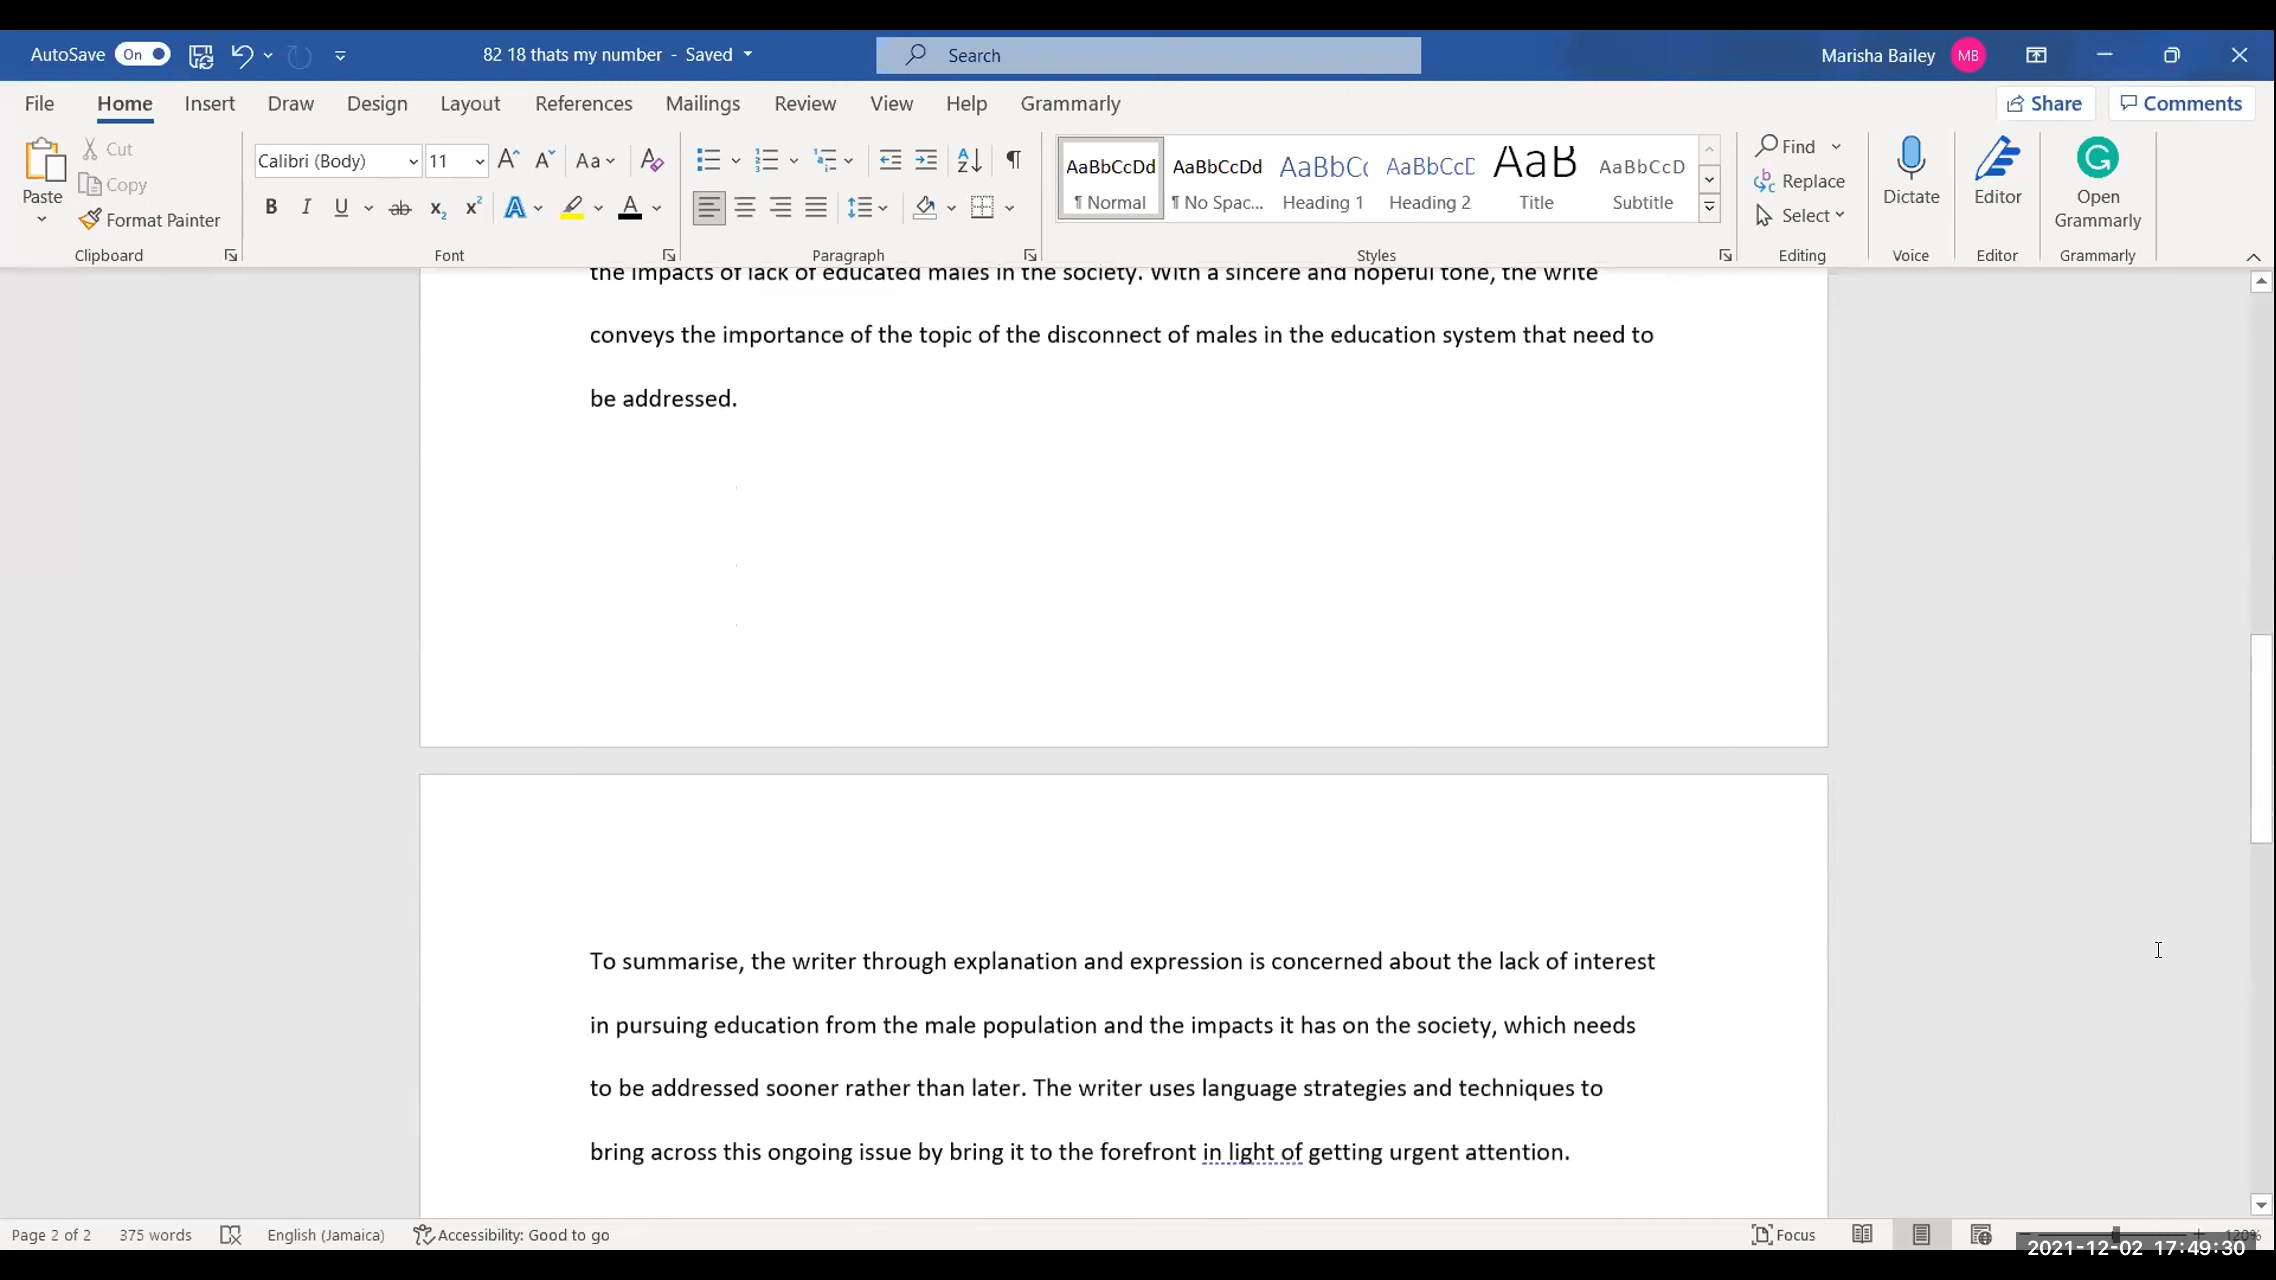 AutoSave On 82 18 thats my number - Saved Search Marisha Bailey MB
File Home Insert Draw Design Layout References Mailings Review View Help Grammarly Share Comments
Paste Cut Copy Format Painter
Calibri (Body) 11 Aa
AaBbCcDd AaBbCcDd AaBbCc AaBbCcD AaB AaBbCcD
¶ Normal ¶ No Spac... Heading 1 Heading 2 Title Subtitle
Find Replace Select
Dictate Editor Open Grammarly
Clipboard Font Paragraph Styles Editing Voice Editor Grammarly
the impacts of lack of educated males in the society. With a sincere and hopeful tone, the write
conveys the importance of the topic of the disconnect of males in the education system that need to
be addressed.
To summarise, the writer through explanation and expression is concerned about the lack of interest
in pursuing education from the male population and the impacts it has on the society, which needs
to be addressed sooner rather than later. The writer uses language strategies and techniques to
bring across this ongoing issue by bring it to the forefront in light of getting urgent attention.
Page 2 of 2 375 words English (Jamaica) Accessibility: Good to go Focus 120%
2021-12-02 17:49:30